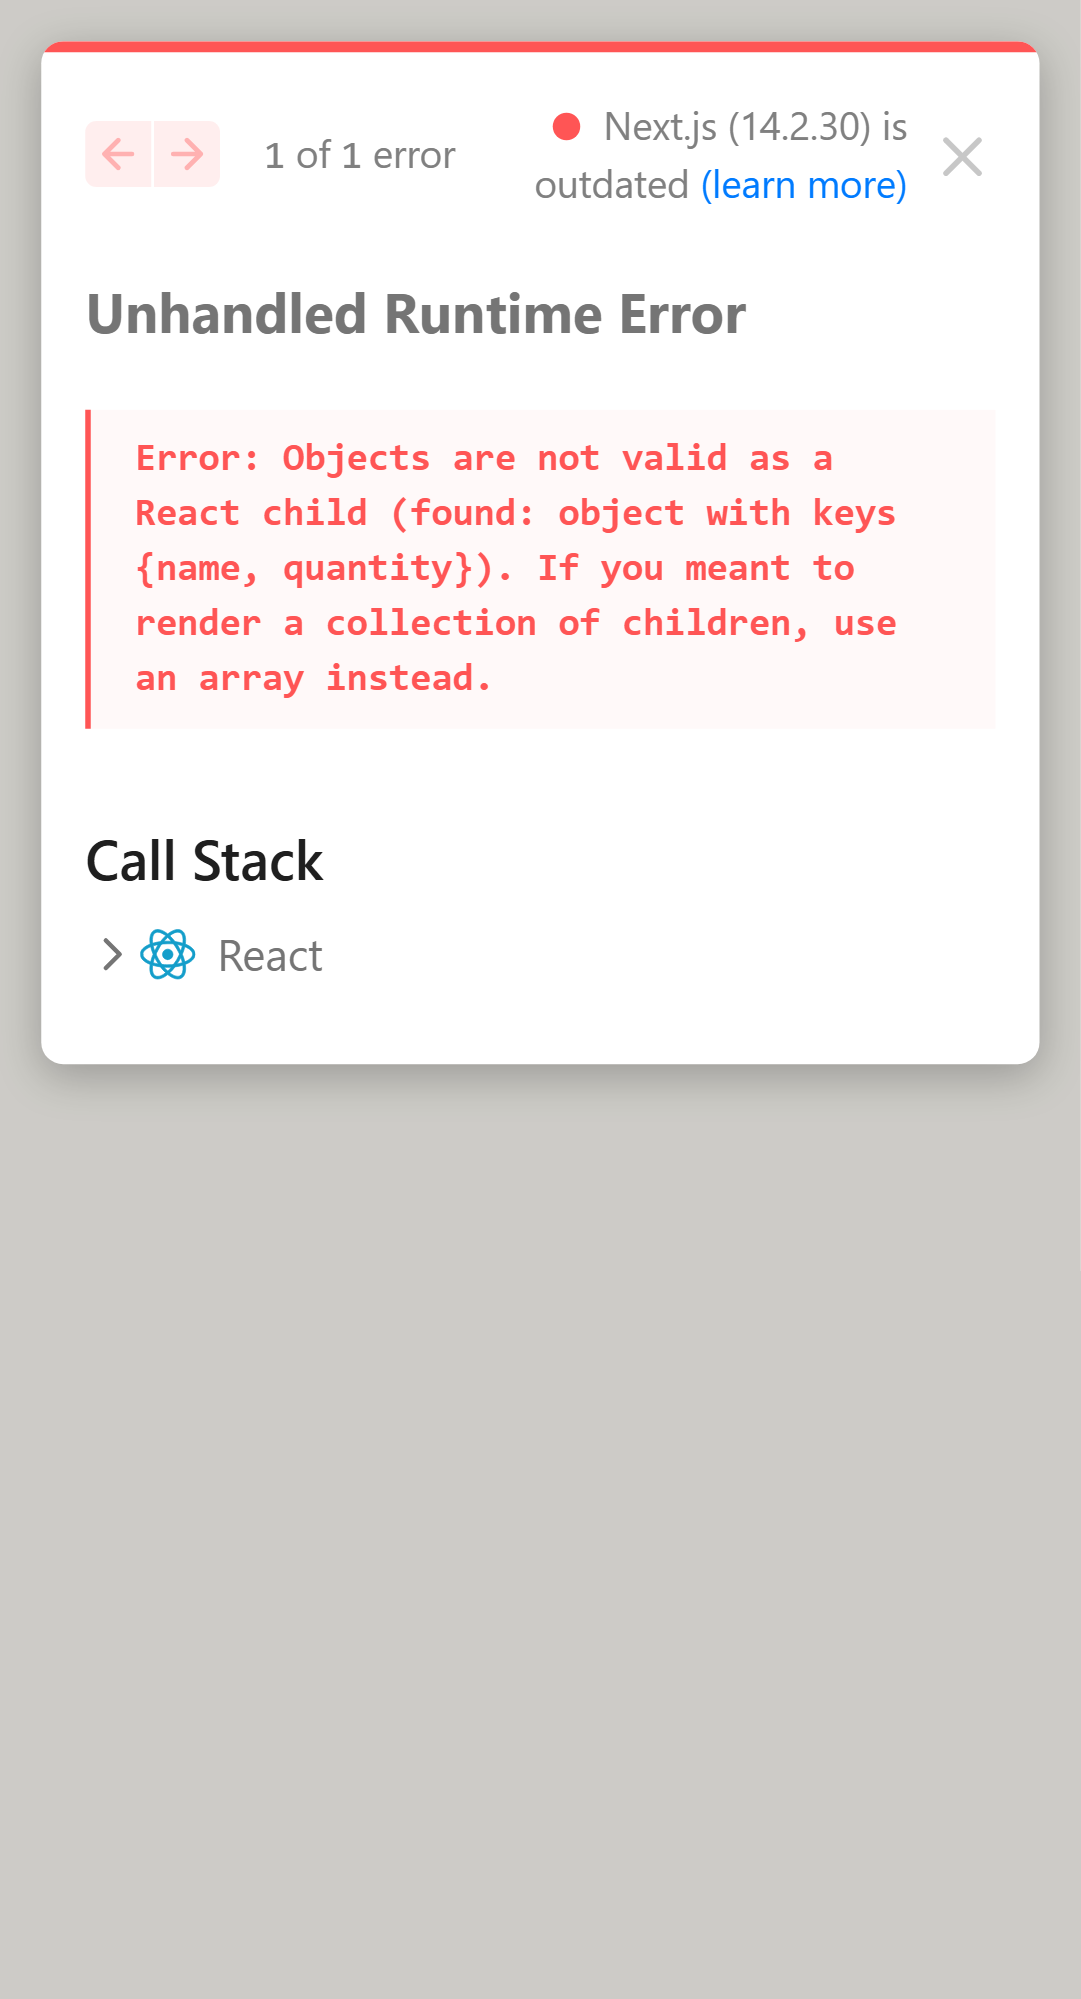 1 of 1 error
Next.js (14.2.30) is
outdated (learn more)
Unhandled Runtime Error
Error: Objects are not valid as a
React child (found: object with keys
{name, quantity}). If you meant to
render a collection of children, use
an array instead.
Call Stack
React